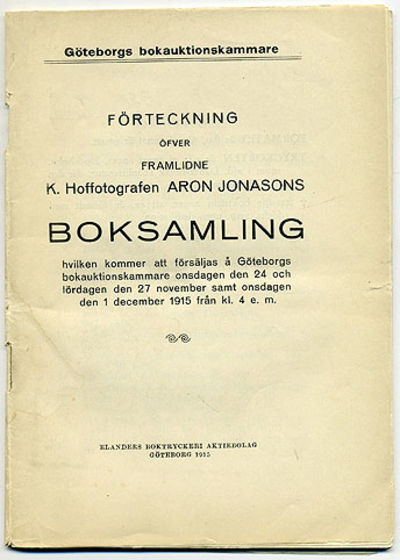 Göteborgs bokauktionskammare
FÖRTECKNING
ÖFVER
FRAMLIDNE
K. Hoffotografen ARON JONASONS
BOKSAMLING
hvilken kommer att försäljas å Göteborgs
bokauktionskammare onsdagen den 24 och
lördagen den 27 november samt onsdagen
den 1 december 1915 från kl. 4 e. m.
ELANDERS BOKTRYCKERI AKTIEBOLAG
GÖTEBORG 1915